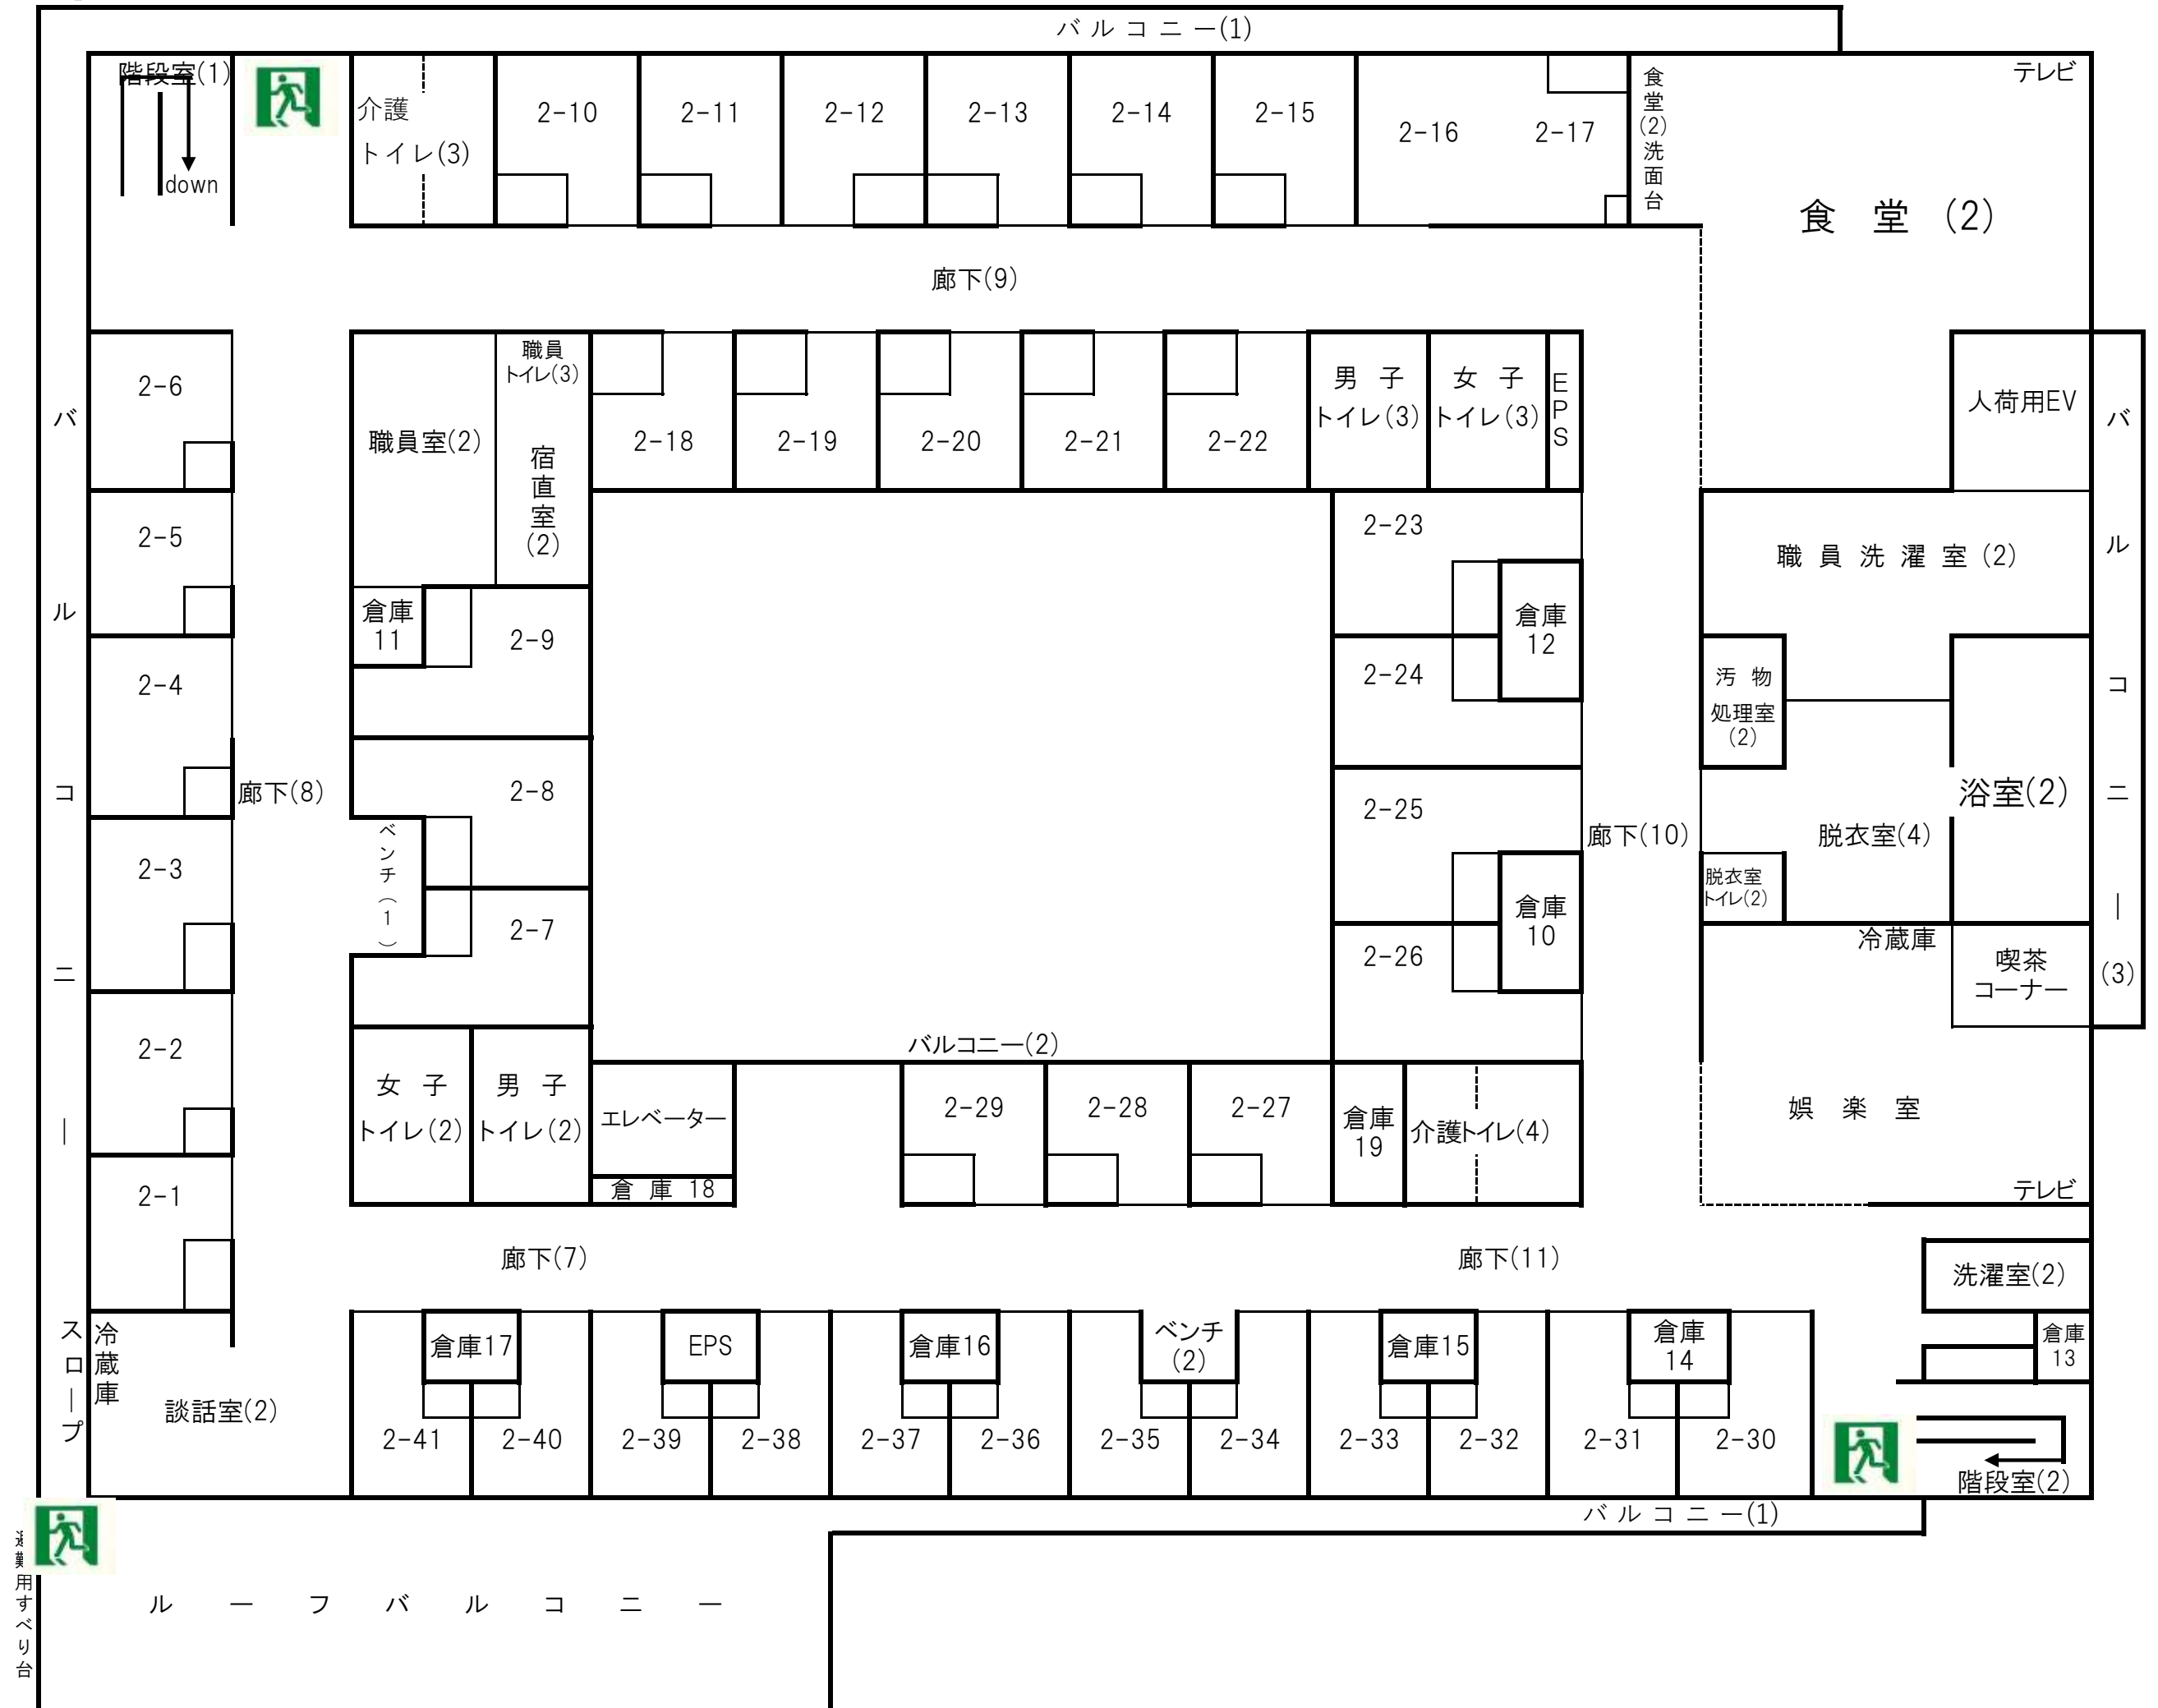 バルコニー(1)
階段室(1)
down
介護
トイレ(3)
2-10
2-11
2-12
2-13
2-14
2-15
2-16
2-17
食堂(2)洗面台
テレビ
食 堂 (2)
廊下(9)
2-6
2-5
2-4
2-3
2-2
2-1
バルコニー
スロープ
廊下(8)
職員室(2)
職員
トイレ(3)
宿直室(2)
倉庫
11
2-9
2-8
ベンチ(1)
2-7
女 子
トイレ(2)
男 子
トイレ(2)
2-18
2-19
2-20
2-21
2-22
男 子
トイレ(3)
女 子
トイレ(3)
EPS
2-23
倉庫
12
2-24
2-25
倉庫
10
2-26
廊下(10)
人荷用EV
職員洗濯室(2)
汚 物
処理室
(2)
浴室(2)
脱衣室(4)
脱衣室
トイレ(2)
冷蔵庫
喫茶
コーナー
娯 楽 室
テレビ
バルコニー(3)
バルコニー(2)
エレベーター
倉 庫 18
2-29
2-28
2-27
倉庫
19
介護トイレ(4)
廊下(7)
廊下(11)
洗濯室(2)
倉庫
13
冷蔵庫
談話室(2)
倉庫17
2-41
2-40
EPS
2-39
2-38
倉庫16
2-37
2-36
ベンチ
(2)
2-35
2-34
倉庫15
2-33
2-32
倉庫
14
2-31
2-30
階段室(2)
バルコニー(1)
避難用すべり台
ルーフバルコニー